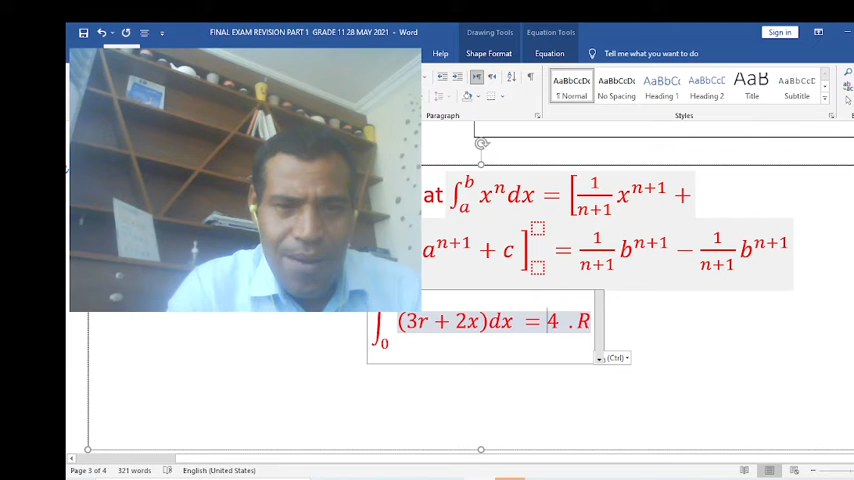 FINAL EXAM REVISION PART 1 GRADE 11 28 MAY 2021 - Word
Drawing Tools
Equation Tools
Sign in
Help
Shape Format
Equation
Tell me what you want to do
AaBbCcDc
AaBbCcDc
AaBbCc
AaBbCcD
AaB
AaBbCcD
¶ Normal
No Spacing
Heading 1
Heading 2
Title
Subtitle
Paragraph
Styles
at ∫_a^b x^n dx = [1/(n+1) x^{n+1} +
a^{n+1} + c ] = 1/(n+1) b^{n+1} − 1/(n+1) b^{n+1}
∫_0 (3r + 2x)dx = 4 . R
(Ctrl)
Page 3 of 4
321 words
English (United States)